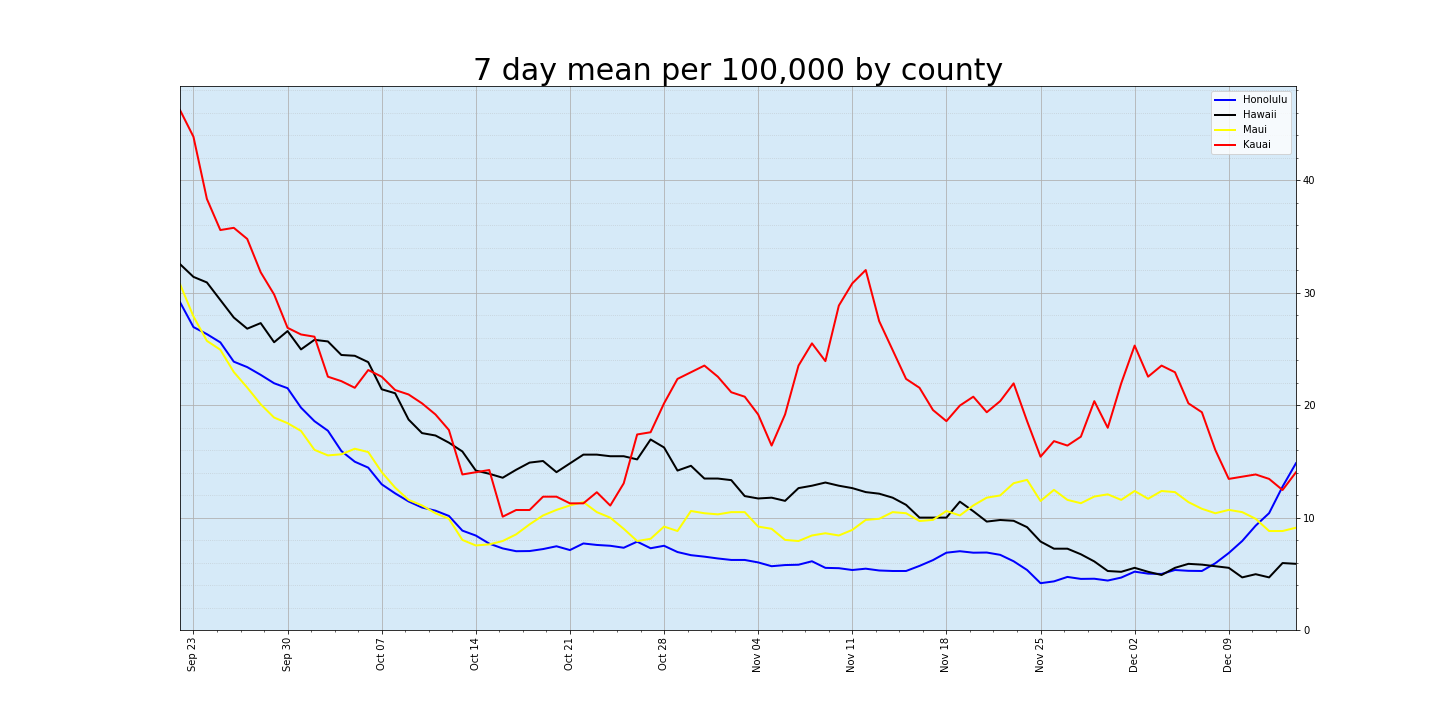 7 day mean per 100,000 by county
Honolulu
Hawaii
Maui
Kauai
40
30
20
10
0
Sep 23
Sep 30
Oct 07
Oct 14
Oct 21
Oct 28
Nov 04
Nov 11
Nov 18
Nov 25
Dec 02
Dec 09